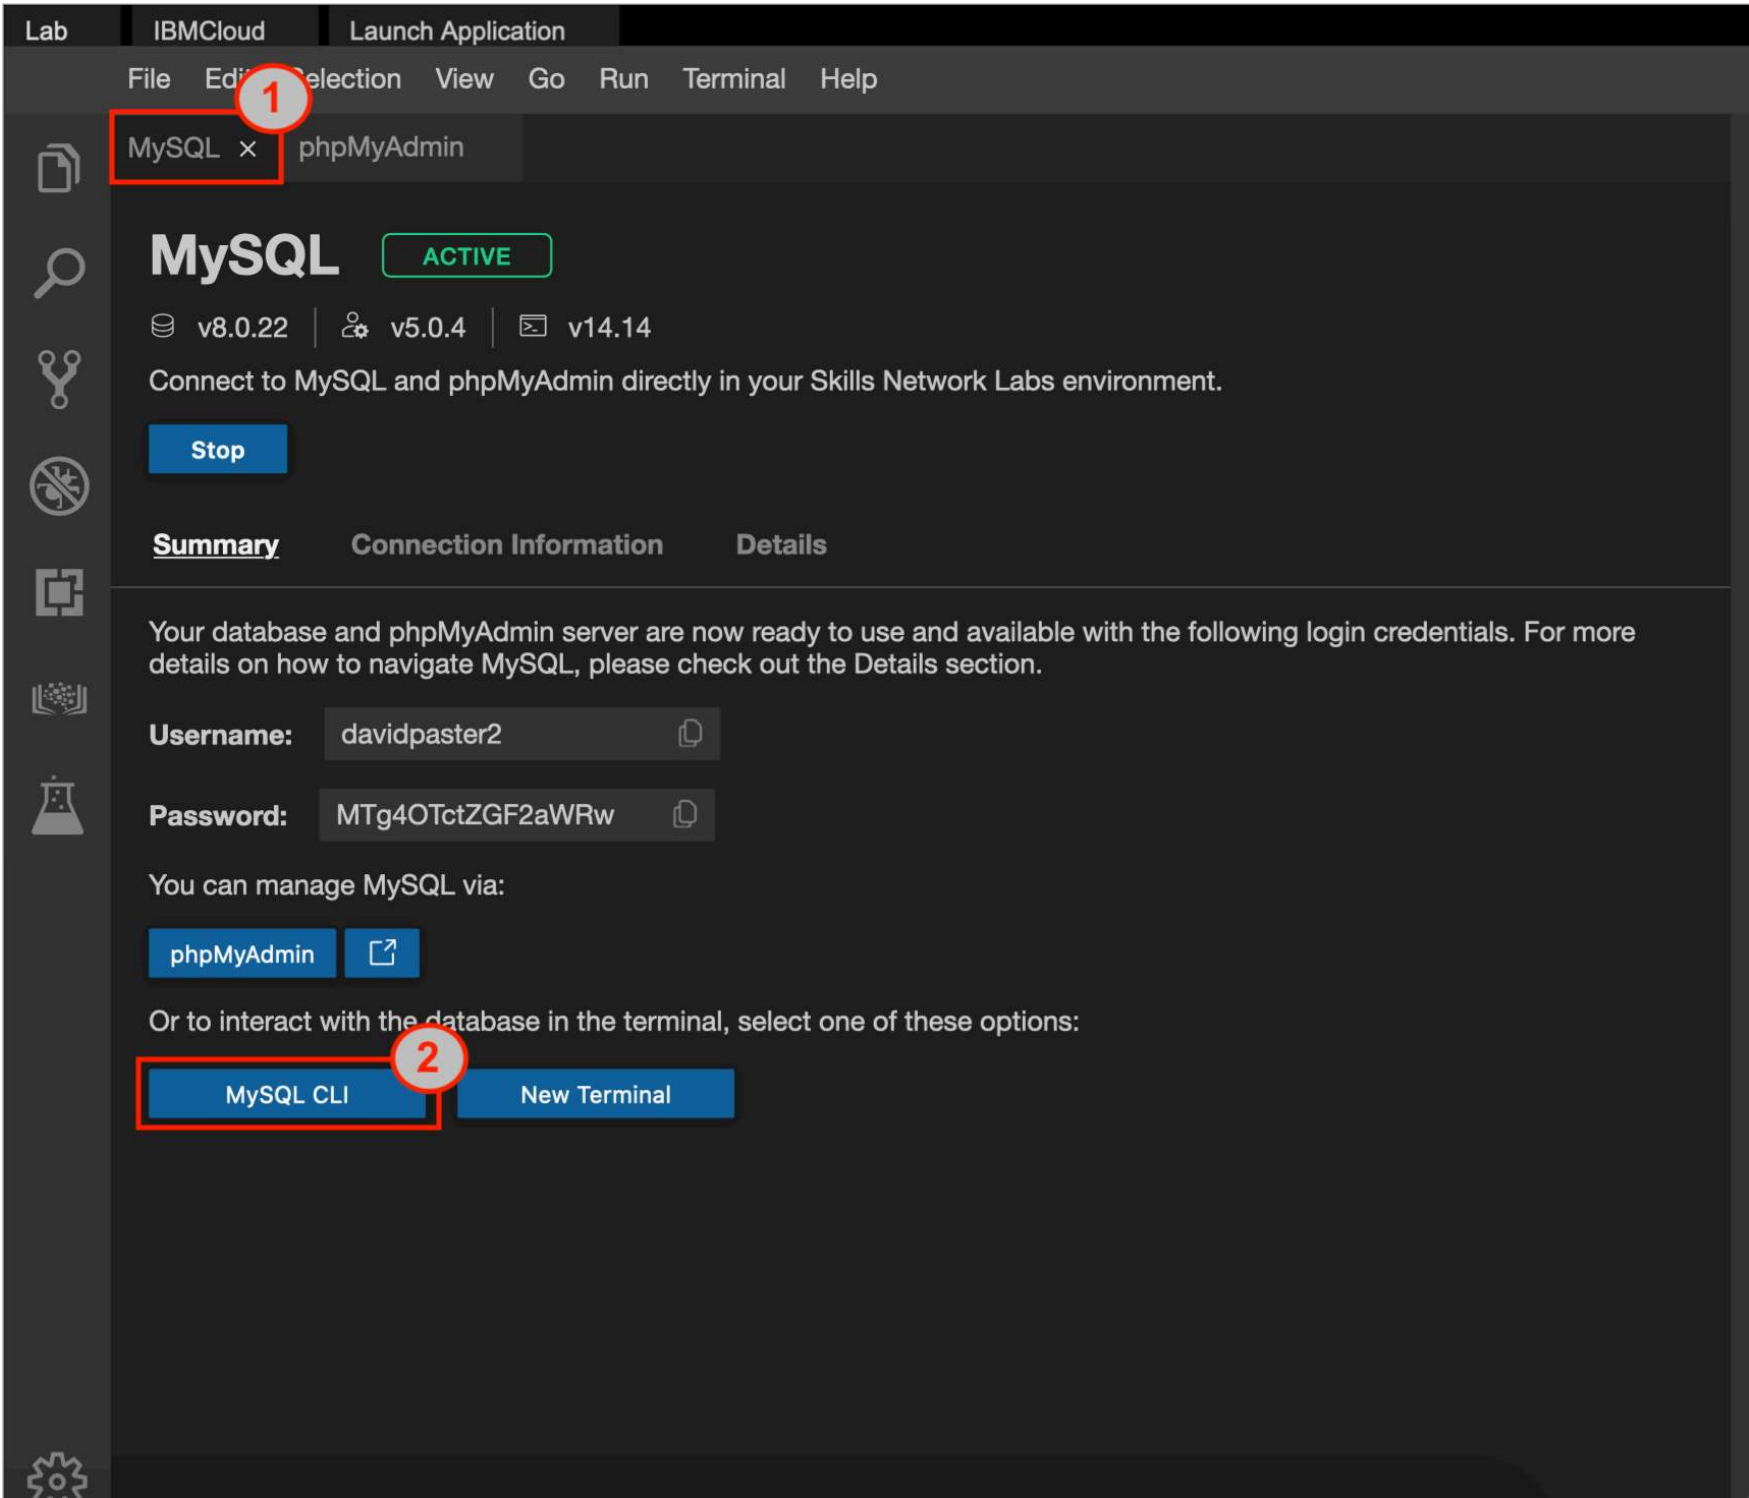 Lab IBMCloud Launch Application
File Edit Selection View Go Run Terminal Help
1
MySQL × phpMyAdmin
MySQL ACTIVE
v8.0.22 v5.0.4 v14.14
Connect to MySQL and phpMyAdmin directly in your Skills Network Labs environment.
Stop
Summary Connection Information Details
Your database and phpMyAdmin server are now ready to use and available with the following login credentials. For more
details on how to navigate MySQL, please check out the Details section.
Username: davidpaster2
Password: MTg4OTctZGF2aWRw
You can manage MySQL via:
phpMyAdmin
Or to interact with the database in the terminal, select one of these options:
2
MySQL CLI New Terminal